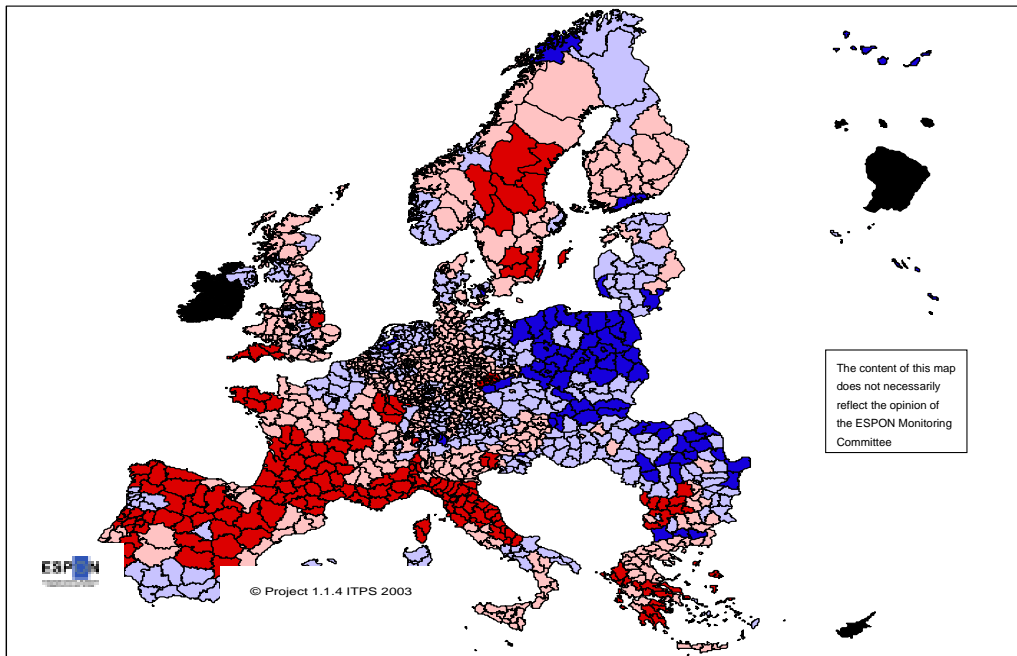 The content of this map
does not necessarily
reflect the opinion of
the ESPON Monitoring
Committee
ESPON
© Project 1.1.4 ITPS 2003